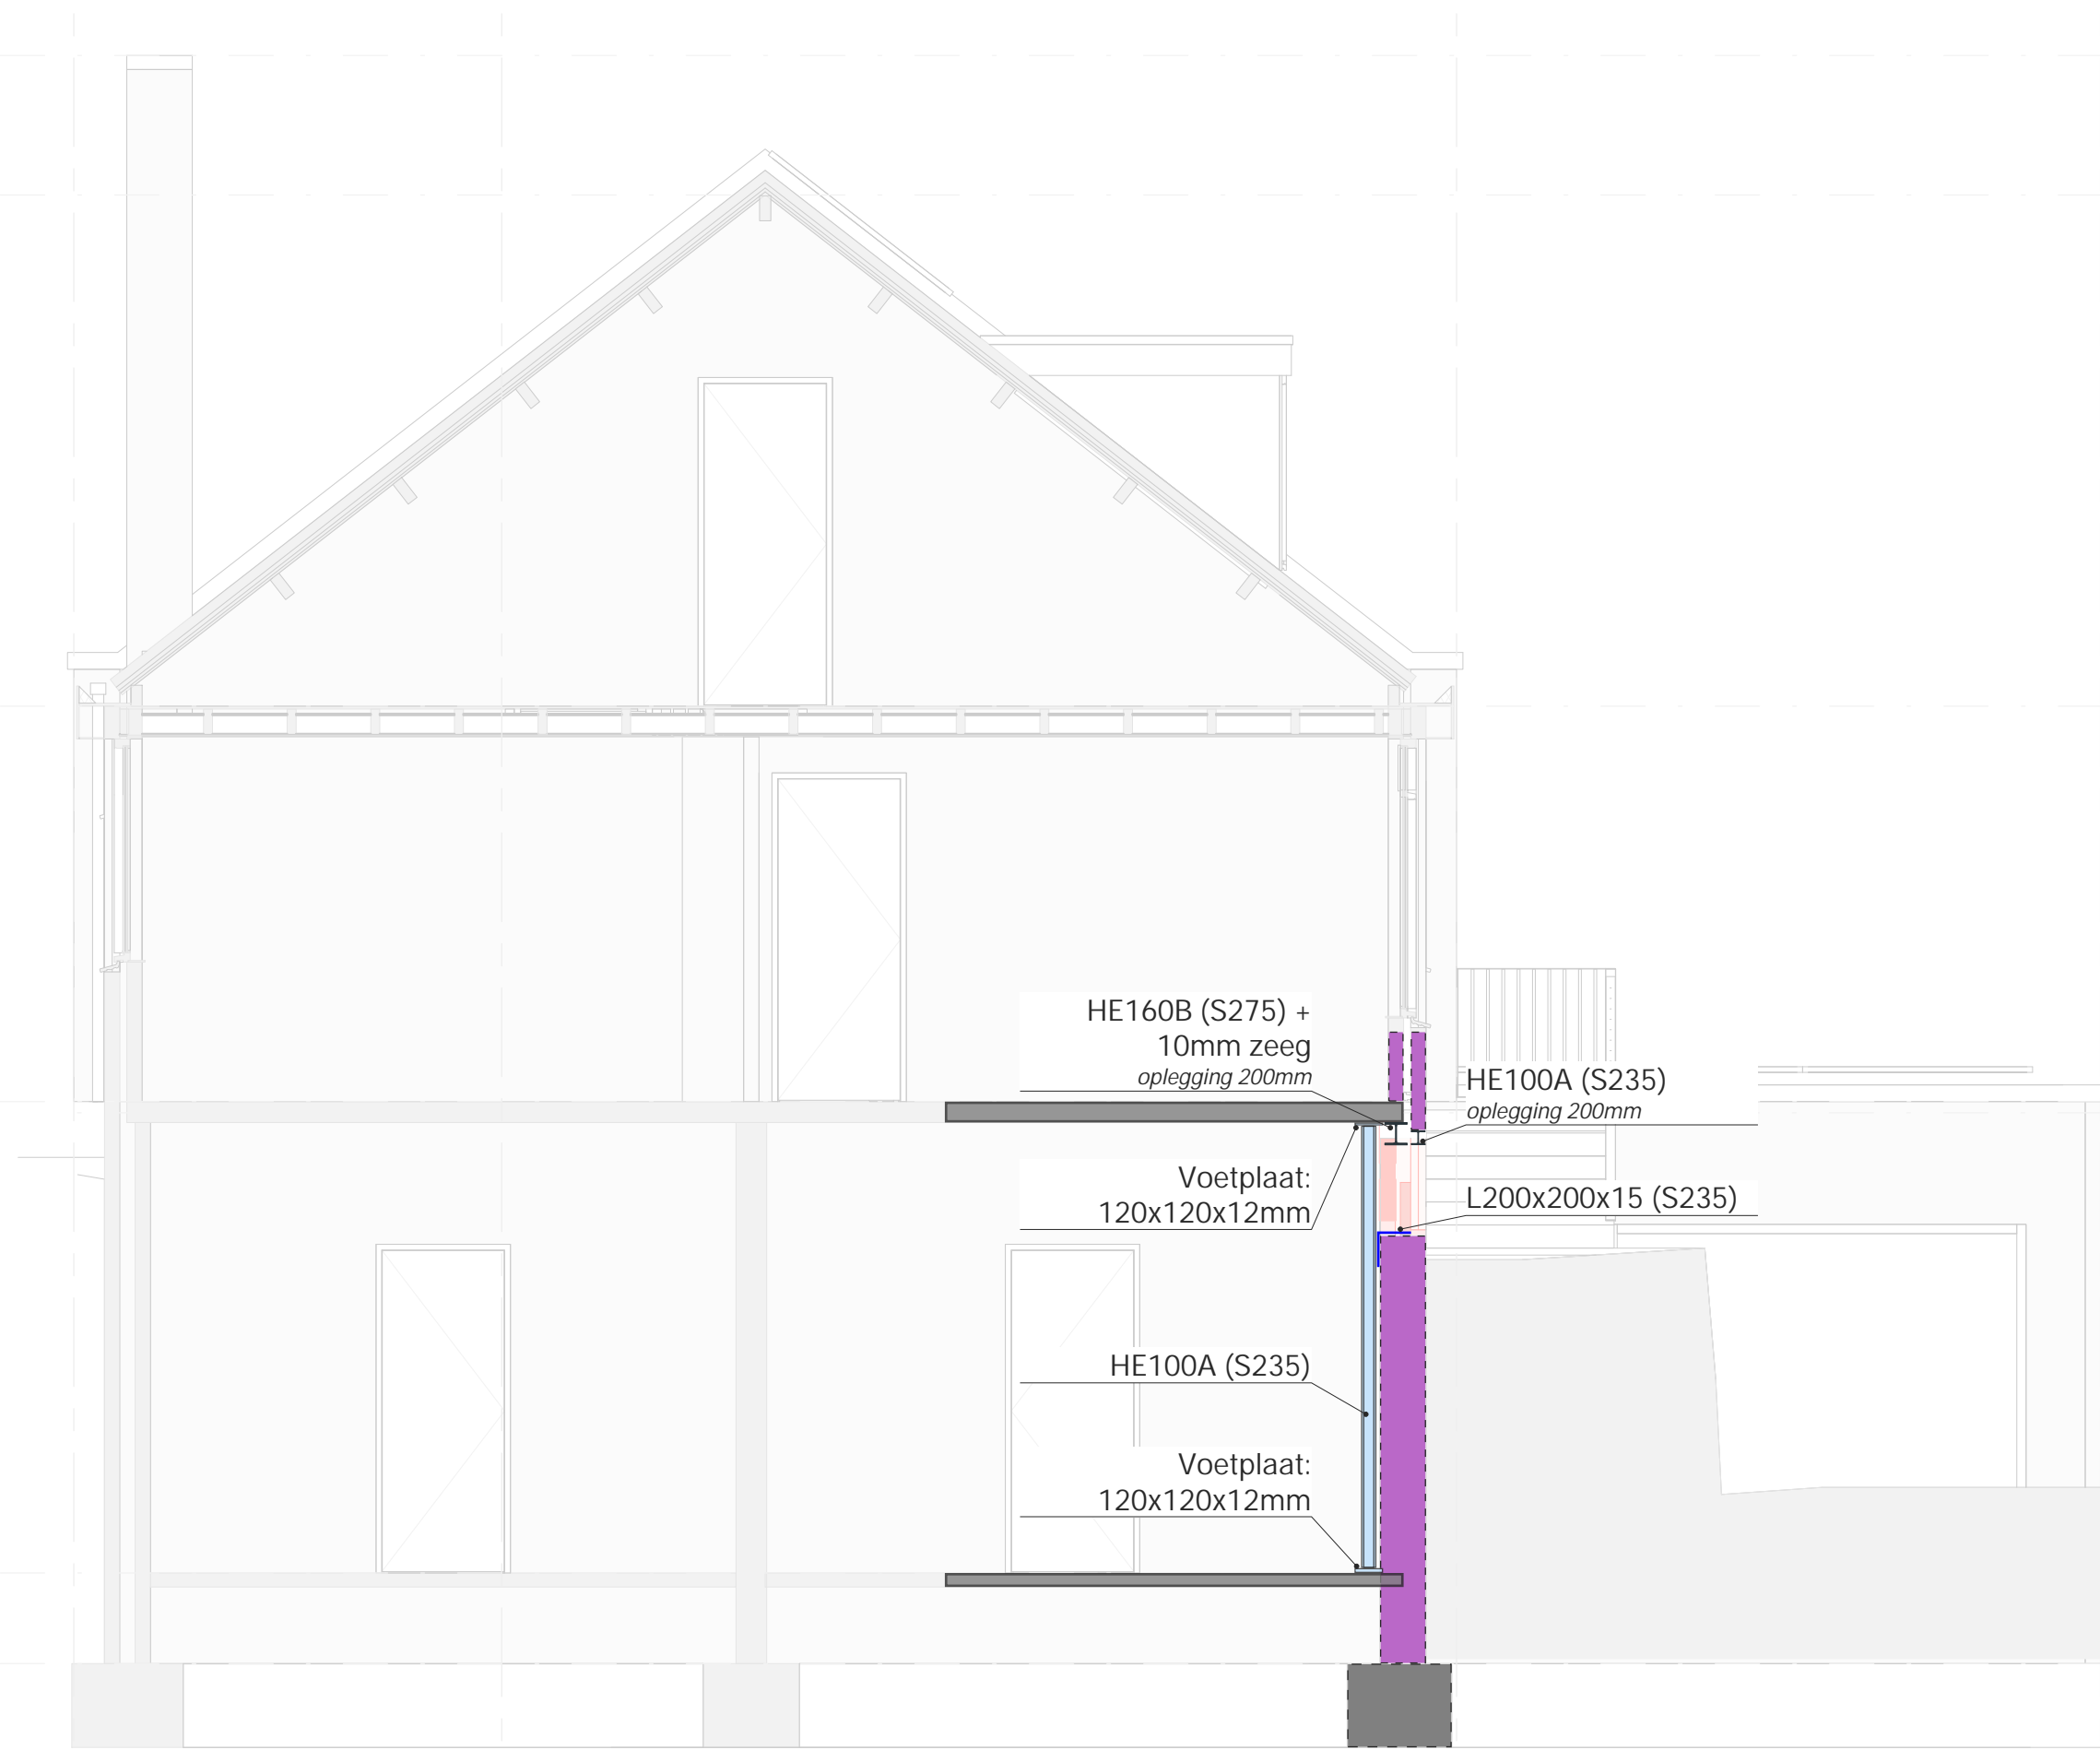 HE160B (S275) +
10mm zeeg
oplegging 200mm
HE100A (S235)
oplegging 200mm
Voetplaat:
120x120x12mm
L200x200x15 (S235)
HE100A (S235)
Voetplaat:
120x120x12mm